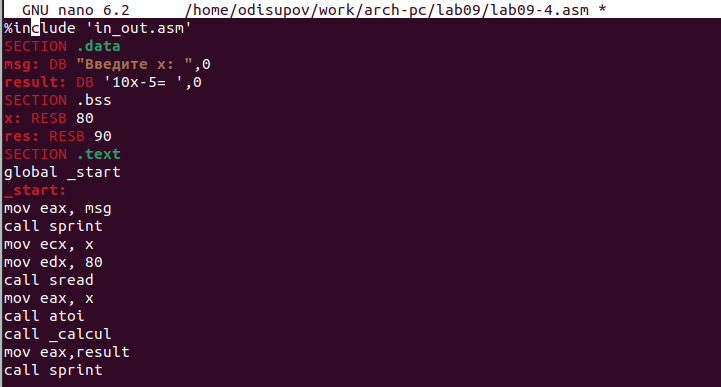 GNU nano 6.2 /home/odisupov/work/arch-pc/lab09/lab09-4.asm *
%include 'in_out.asm'
SECTION .data
msg: DB "Введите x: ",0
result: DB '10x-5= ',0
SECTION .bss
x: RESB 80
res: RESB 90
SECTION .text
global _start
_start:
mov eax, msg
call sprint
mov ecx, x
mov edx, 80
call sread
mov eax, x
call atoi
call _calcul
mov eax,result
call sprint